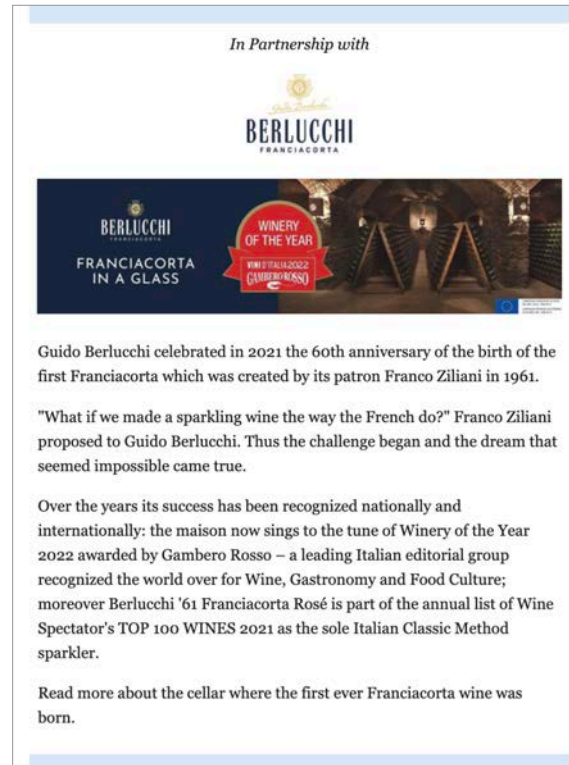 In Partnership with
Guido Berlucchi
BERLUCCHI
FRANCIACORTA
BERLUCCHI
FRANCIACORTA
FRANCIACORTA
IN A GLASS
WINERY
OF THE YEAR
VINI D'ITALIA 2022
GAMBERO ROSSO
Guido Berlucchi celebrated in 2021 the 60th anniversary of the birth of the
first Franciacorta which was created by its patron Franco Ziliani in 1961.
"What if we made a sparkling wine the way the French do?" Franco Ziliani
proposed to Guido Berlucchi. Thus the challenge began and the dream that
seemed impossible came true.
Over the years its success has been recognized nationally and
internationally: the maison now sings to the tune of Winery of the Year
2022 awarded by Gambero Rosso – a leading Italian editorial group
recognized the world over for Wine, Gastronomy and Food Culture;
moreover Berlucchi '61 Franciacorta Rosé is part of the annual list of Wine
Spectator's TOP 100 WINES 2021 as the sole Italian Classic Method
sparkler.
Read more about the cellar where the first ever Franciacorta wine was
born.